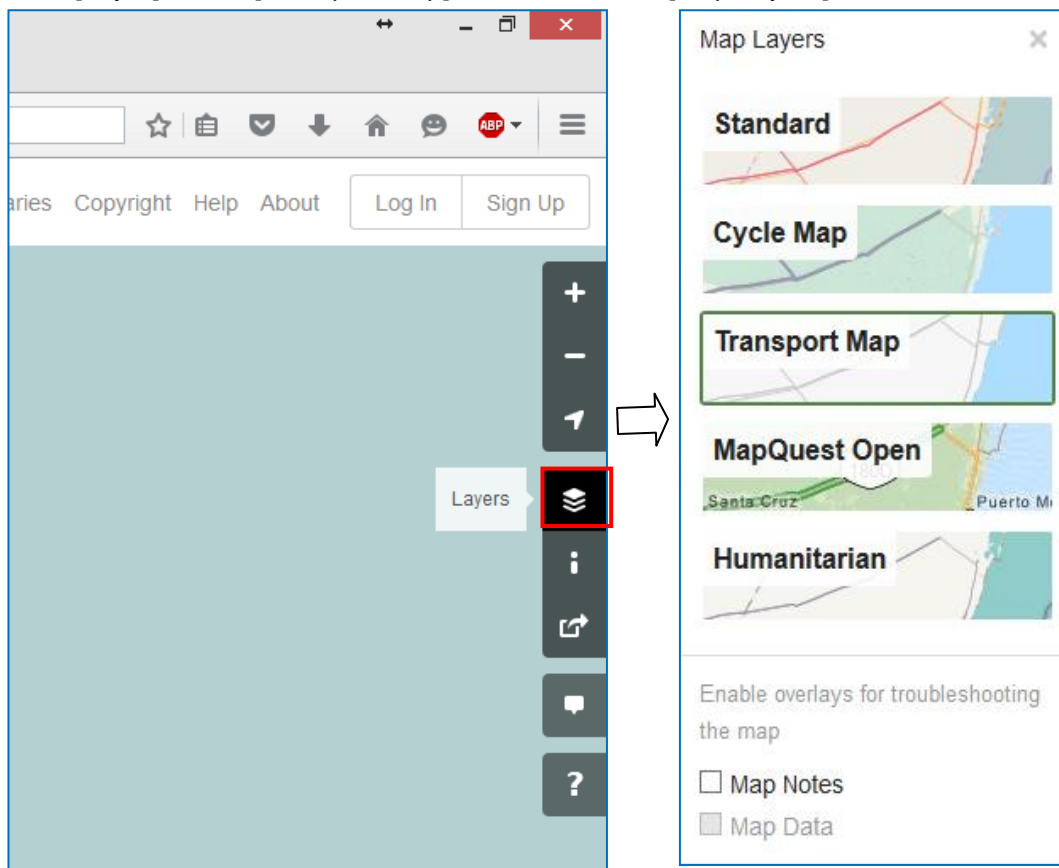 ABP
aries Copyright Help About Log In Sign Up
Layers
?
Map Layers
Standard
Cycle Map
Transport Map
MapQuest Open
180D
Santa Cruz
Puerto M
Humanitarian
Enable overlays for troubleshooting
the map
Map Notes
Map Data